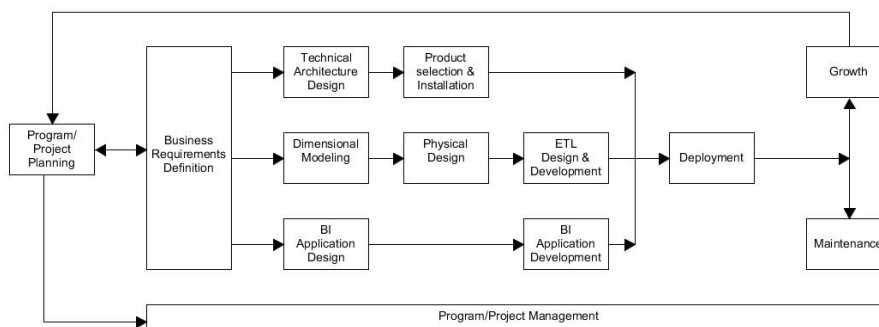 Technical
Architecture
Design
Product
selection &
Installation
Growth
Program/
Project
Planning
Business
Requirements
Definition
Dimensional
Modeling
Physical
Design
ETL
Design &
Development
Deployment
BI
Application
Design
BI
Application
Development
Maintenance
Program/Project Management